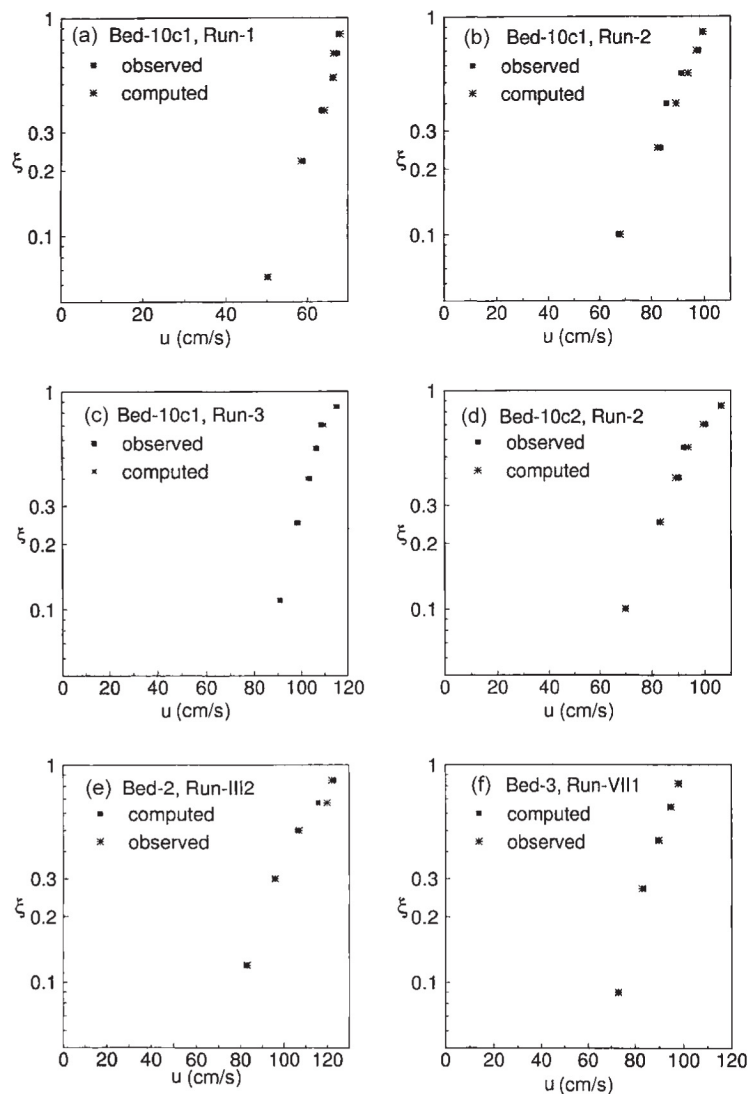 (a) Bed-10c1, Run-1
observed
computed
1
0.3
0.2
0.1
ξ
0 20 40 60
u (cm/s)
(b) Bed-10c1, Run-2
observed
computed
1
0.3
0.2
0.1
ξ
0 20 40 60 80 100
u (cm/s)
(c) Bed-10c1, Run-3
observed
computed
1
0.3
0.2
0.1
ξ
0 20 40 60 80 100 120
u (cm/s)
(d) Bed-10c2, Run-2
observed
computed
1
0.3
0.2
0.1
ξ
0 20 40 60 80 100
u (cm/s)
(e) Bed-2, Run-III2
computed
observed
1
0.3
0.2
0.1
ξ
0 20 40 60 80 100 120
u (cm/s)
(f) Bed-3, Run-VII1
computed
observed
1
0.3
0.2
0.1
ξ
0 20 40 60 80 100 120
u (cm/s)